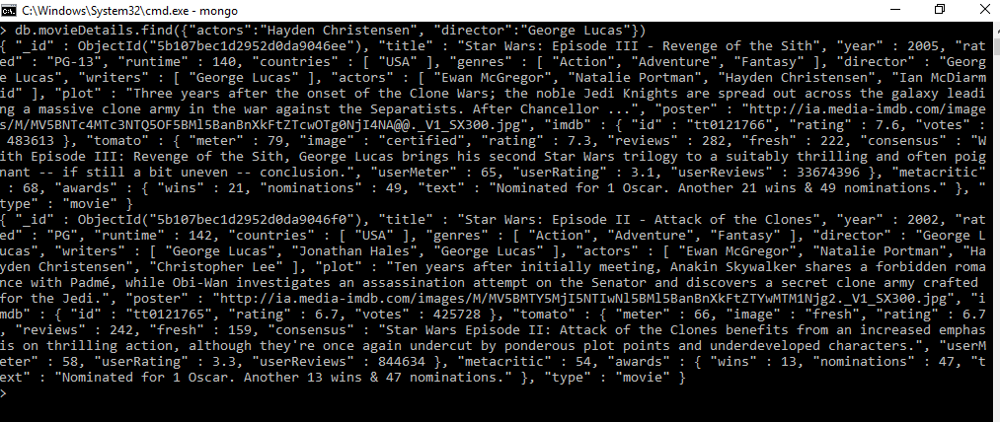 C:\Windows\System32\cmd.exe - mongo
> db.movieDetails.find({"actors":"Hayden Christensen", "director":"George Lucas"})
{ "_id" : ObjectId("5b107bec1d2952d0da9046ee"), "title" : "Star Wars: Episode III - Revenge of the Sith", "year" : 2005, "rat
ed" : "PG-13", "runtime" : 140, "countries" : [ "USA" ], "genres" : [ "Action", "Adventure", "Fantasy" ], "director" : "Georg
e Lucas", "writers" : [ "George Lucas" ], "actors" : [ "Ewan McGregor", "Natalie Portman", "Hayden Christensen", "Ian McDiarm
id" ], "plot" : "Three years after the onset of the Clone Wars; the noble Jedi Knights are spread out across the galaxy leadi
ng a massive clone army in the war against the Separatists. After Chancellor ...", "poster" : "http://ia.media-imdb.com/image
s/M/MV5BNTc4MTc3NTQ5OF5BMl5BanBnXkFtZTcwOTg0NjI4NA@@._V1_SX300.jpg", "imdb" : { "id" : "tt0121766", "rating" : 7.6, "votes" :
483613 }, "tomato" : { "meter" : 79, "image" : "certified", "rating" : 7.3, "reviews" : 282, "fresh" : 222, "consensus" : "W
ith Episode III: Revenge of the Sith, George Lucas brings his second Star Wars trilogy to a suitably thrilling and often poig
nant -- if still a bit uneven -- conclusion.", "userMeter" : 65, "userRating" : 3.1, "userReviews" : 33674396 }, "metacritic"
: 68, "awards" : { "wins" : 21, "nominations" : 49, "text" : "Nominated for 1 Oscar. Another 21 wins & 49 nominations." }, "
type" : "movie" }
{ "_id" : ObjectId("5b107bec1d2952d0da9046f0"), "title" : "Star Wars: Episode II - Attack of the Clones", "year" : 2002, "rat
ed" : "PG", "runtime" : 142, "countries" : [ "USA" ], "genres" : [ "Action", "Adventure", "Fantasy" ], "director" : "George L
ucas", "writers" : [ "George Lucas", "Jonathan Hales", "George Lucas" ], "actors" : [ "Ewan McGregor", "Natalie Portman", "Ha
yden Christensen", "Christopher Lee" ], "plot" : "Ten years after initially meeting, Anakin Skywalker shares a forbidden roma
nce with Padmé, while Obi-Wan investigates an assassination attempt on the Senator and discovers a secret clone army crafted
for the Jedi.", "poster" : "http://ia.media-imdb.com/images/M/MV5BMTY5MjI5NTIwNl5BMl5BanBnXkFtZTYwMTM1Njg2._V1_SX300.jpg", "i
mdb" : { "id" : "tt0121765", "rating" : 6.7, "votes" : 425728 }, "tomato" : { "meter" : 66, "image" : "fresh", "rating" : 6.7
, "reviews" : 242, "fresh" : 159, "consensus" : "Star Wars Episode II: Attack of the Clones benefits from an increased emphas
is on thrilling action, although they're once again undercut by ponderous plot points and underdeveloped characters.", "userM
eter" : 58, "userRating" : 3.3, "userReviews" : 844634 }, "metacritic" : 54, "awards" : { "wins" : 13, "nominations" : 47, "t
ext" : "Nominated for 1 Oscar. Another 13 wins & 47 nominations." }, "type" : "movie" }
>